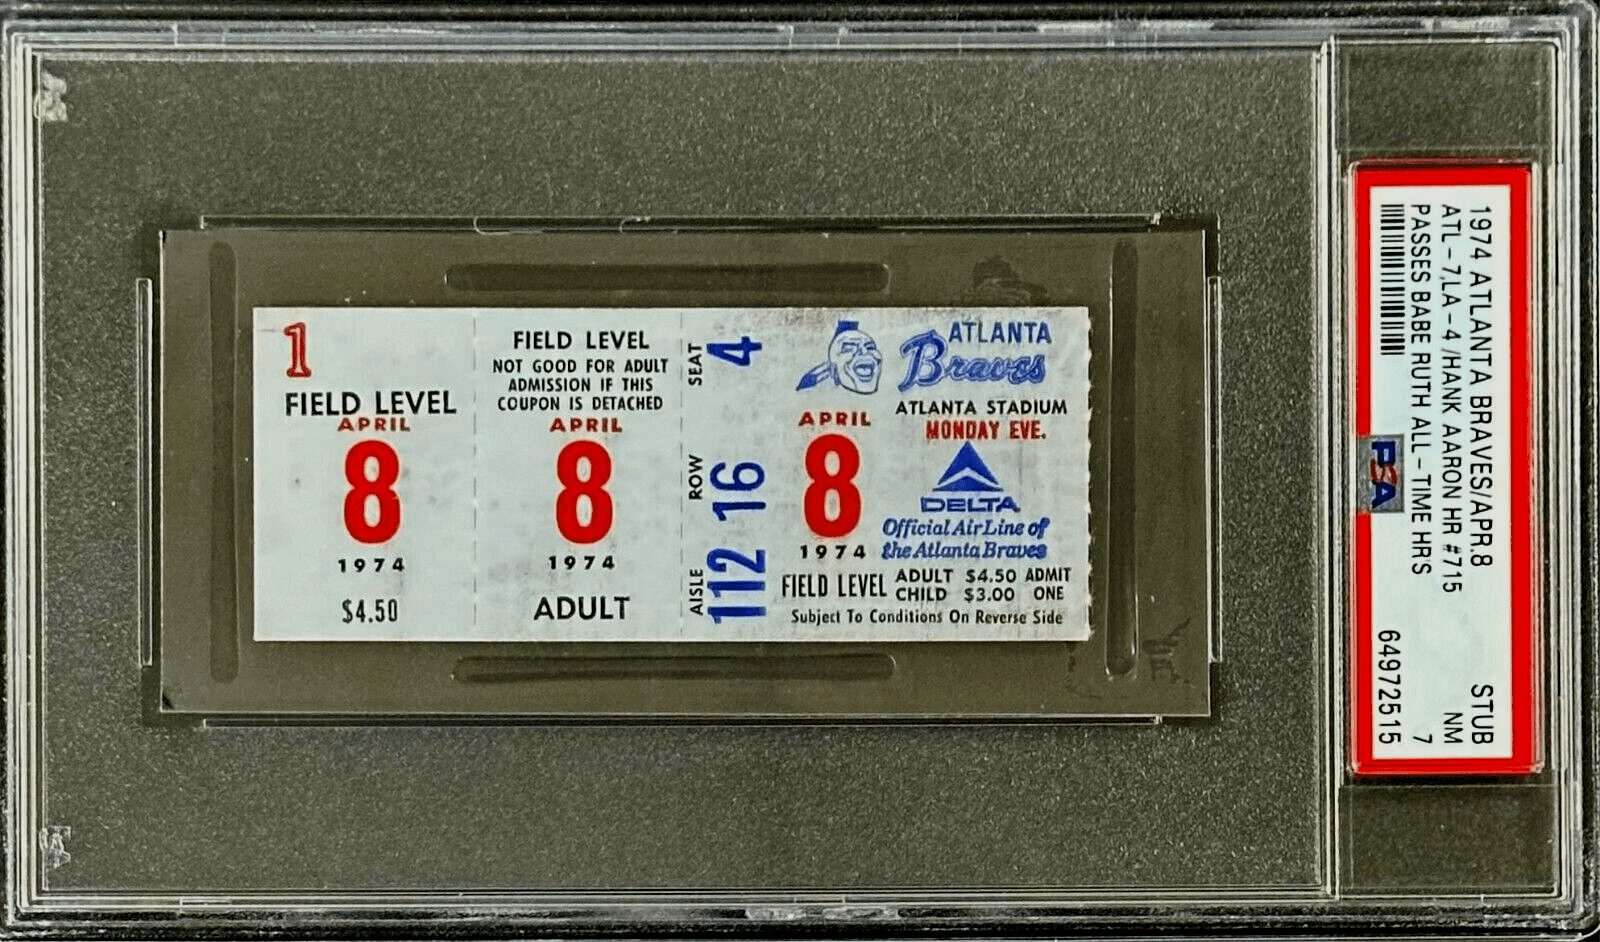 1
FIELD LEVEL
APRIL
8
1974
$4.50
FIELD LEVEL
NOT GOOD FOR ADULT
ADMISSION IF THIS
COUPON IS DETACHED
APRIL
8
1974
ADULT
SEAT 4
ROW 16
AISLE 112
ATLANTA
Braves
ATLANTA STADIUM
MONDAY EVE.
APRIL
8
1974
DELTA
Official Air Line of
the Atlanta Braves
FIELD LEVEL
ADULT $4.50 ADMIT
CHILD $3.00 ONE
Subject To Conditions On Reverse Side
1974 ATLANTA BRAVES/APR.8 STUB
ATL-7,LA-4/HANK AARON HR #715 NM
PASSES BABE RUTH ALL-TIME HR'S 7
64972515
PSA